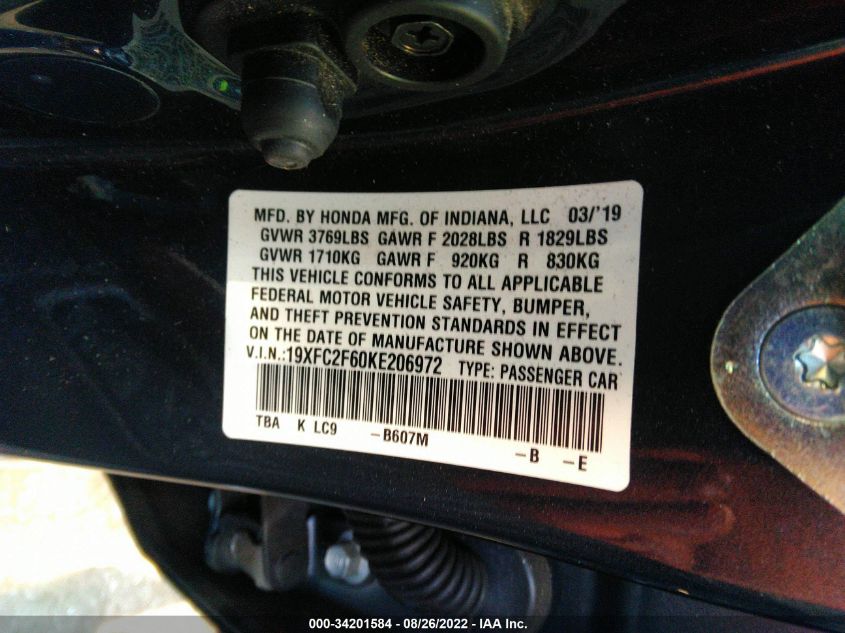 MFD. BY HONDA MFG. OF INDIANA, LLC 03/'19
GVWR 3769LBS GAWR F 2028LBS R 1829LBS
GVWR 1710KG GAWR F 920KG R 830KG
THIS VEHICLE CONFORMS TO ALL APPLICABLE
FEDERAL MOTOR VEHICLE SAFETY, BUMPER,
AND THEFT PREVENTION STANDARDS IN EFFECT
ON THE DATE OF MANUFACTURE SHOWN ABOVE.
V.I.N.:19XFC2F60KE206972 TYPE: PASSENGER CAR
TBA K LC9 -B607M
-B -E
000-34201584 - 08/26/2022 - IAA Inc.